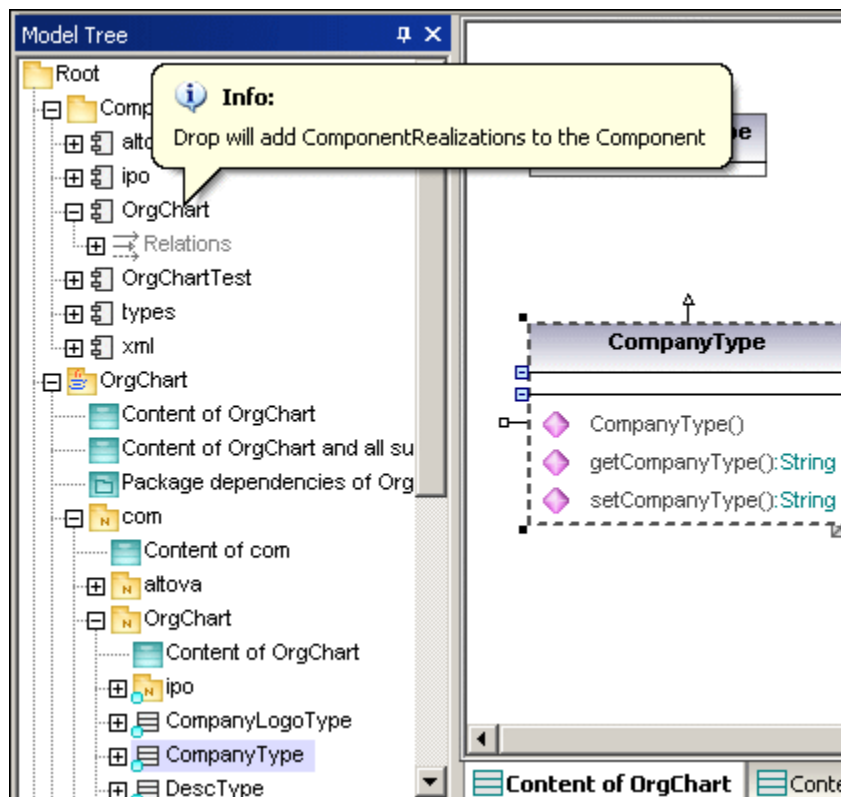 Model Tree
Root
Info:
Drop will add ComponentRealizations to the Component
ipo
OrgChart
Relations
OrgChartTest
types
xml
OrgChart
Content of OrgChart
Content of OrgChart and all su
Package dependencies of Org
com
Content of com
altova
OrgChart
Content of OrgChart
ipo
CompanyLogoType
CompanyType
DescType
CompanyType
CompanyType()
getCompanyType():String
setCompanyType():String
Content of OrgChart